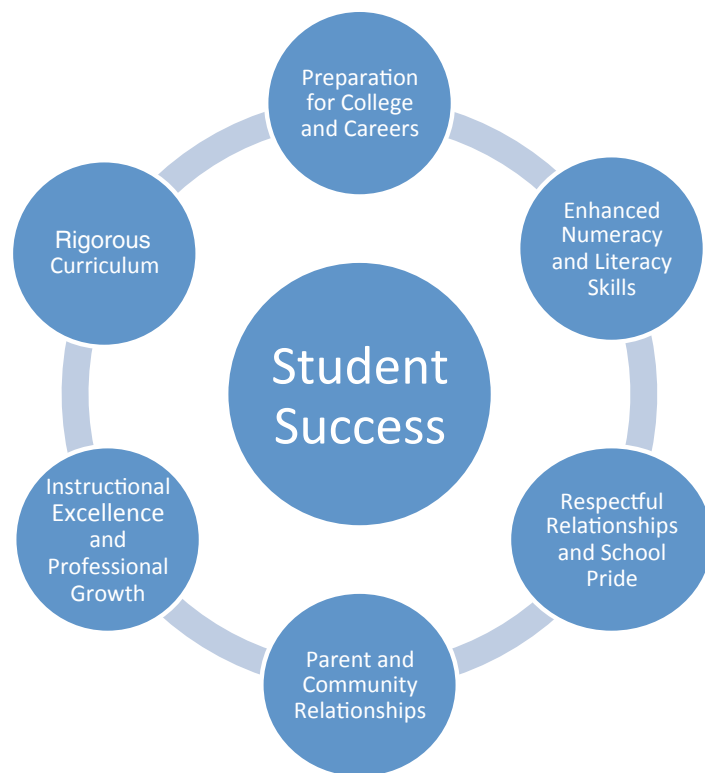 Preparation
for College
and Careers
Enhanced
Numeracy
and Literacy
Skills
Respectful
Relationships
and School
Pride
Parent and
Community
Relationships
Instructional
Excellence
and
Professional
Growth
Rigorous
Curriculum
Student
Success